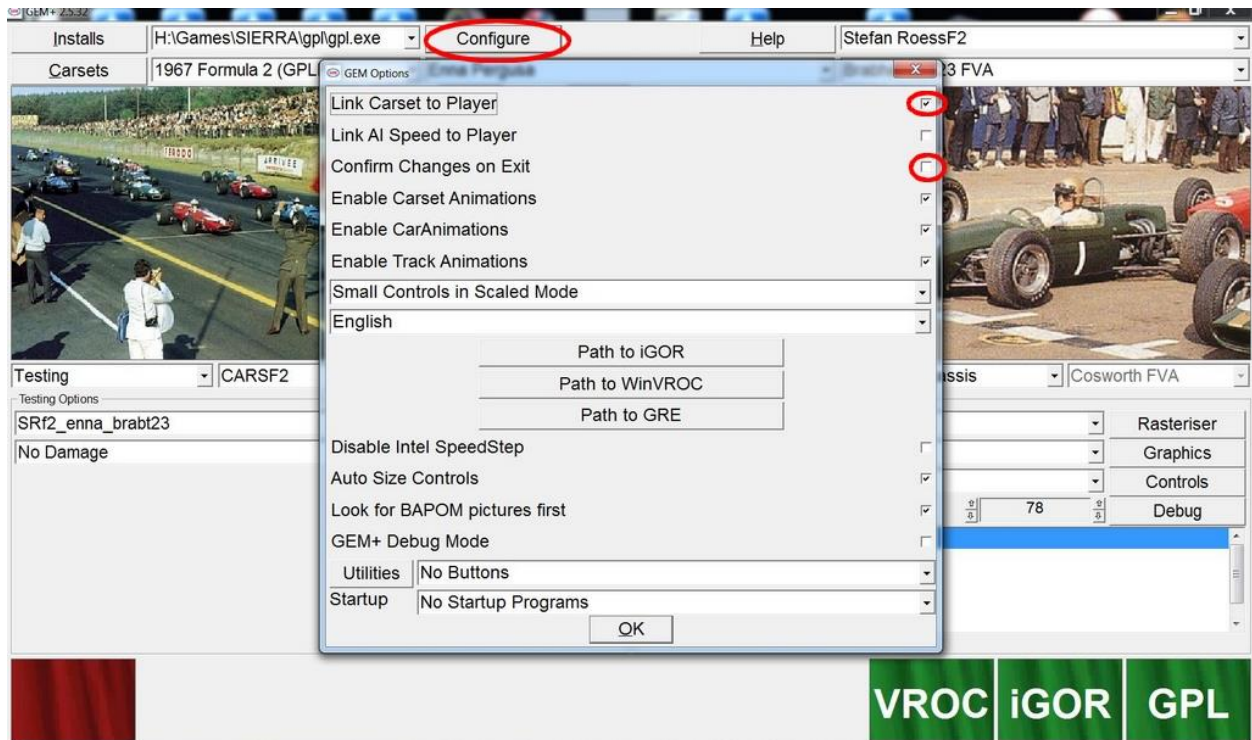 GEM+ 2.5.32
Installs H:\Games\SIERRA\gpl\gpl.exe Configure Help Stefan RoessF2
Carsets 1967 Formula 2 (GPL 23 FVA
GEM Options
Link Carset to Player
Link AI Speed to Player
Confirm Changes on Exit
Enable Carset Animations
Enable CarAnimations
Enable Track Animations
Small Controls in Scaled Mode
English
Path to iGOR
Path to WinVROC
Path to GRE
Disable Intel SpeedStep
Auto Size Controls
Look for BAPOM pictures first
GEM+ Debug Mode
Utilities No Buttons
Startup No Startup Programs
OK
ARRIVEE
1
Testing CARSF2 Cosworth FVA
Testing Options
SRf2_enna_brabt23
No Damage
Rasteriser
Graphics
Controls
78 Debug
VROC iGOR GPL